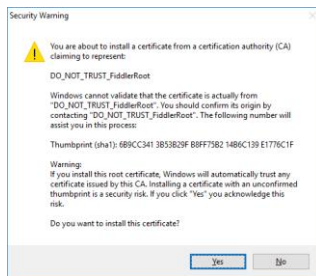 Security Warning
You are about to install a certificate from a certification authority (CA)
claiming to represent:
DO_NOT_TRUST_FiddlerRoot
Windows cannot validate that the certificate is actually from
"DO_NOT_TRUST_FiddlerRoot". You should confirm its origin by
contacting "DO_NOT_TRUST_FiddlerRoot". The following number will
assist you in this process:
Thumbprint (sha1): 6B9CC341 3B53B29F B8FF75B2 14B6C139 E1776C1F
Warning:
If you install this root certificate, Windows will automatically trust any
certificate issued by this CA. Installing a certificate with an unconfirmed
thumbprint is a security risk. If you click "Yes" you acknowledge this
risk.
Do you want to install this certificate?
Yes
No